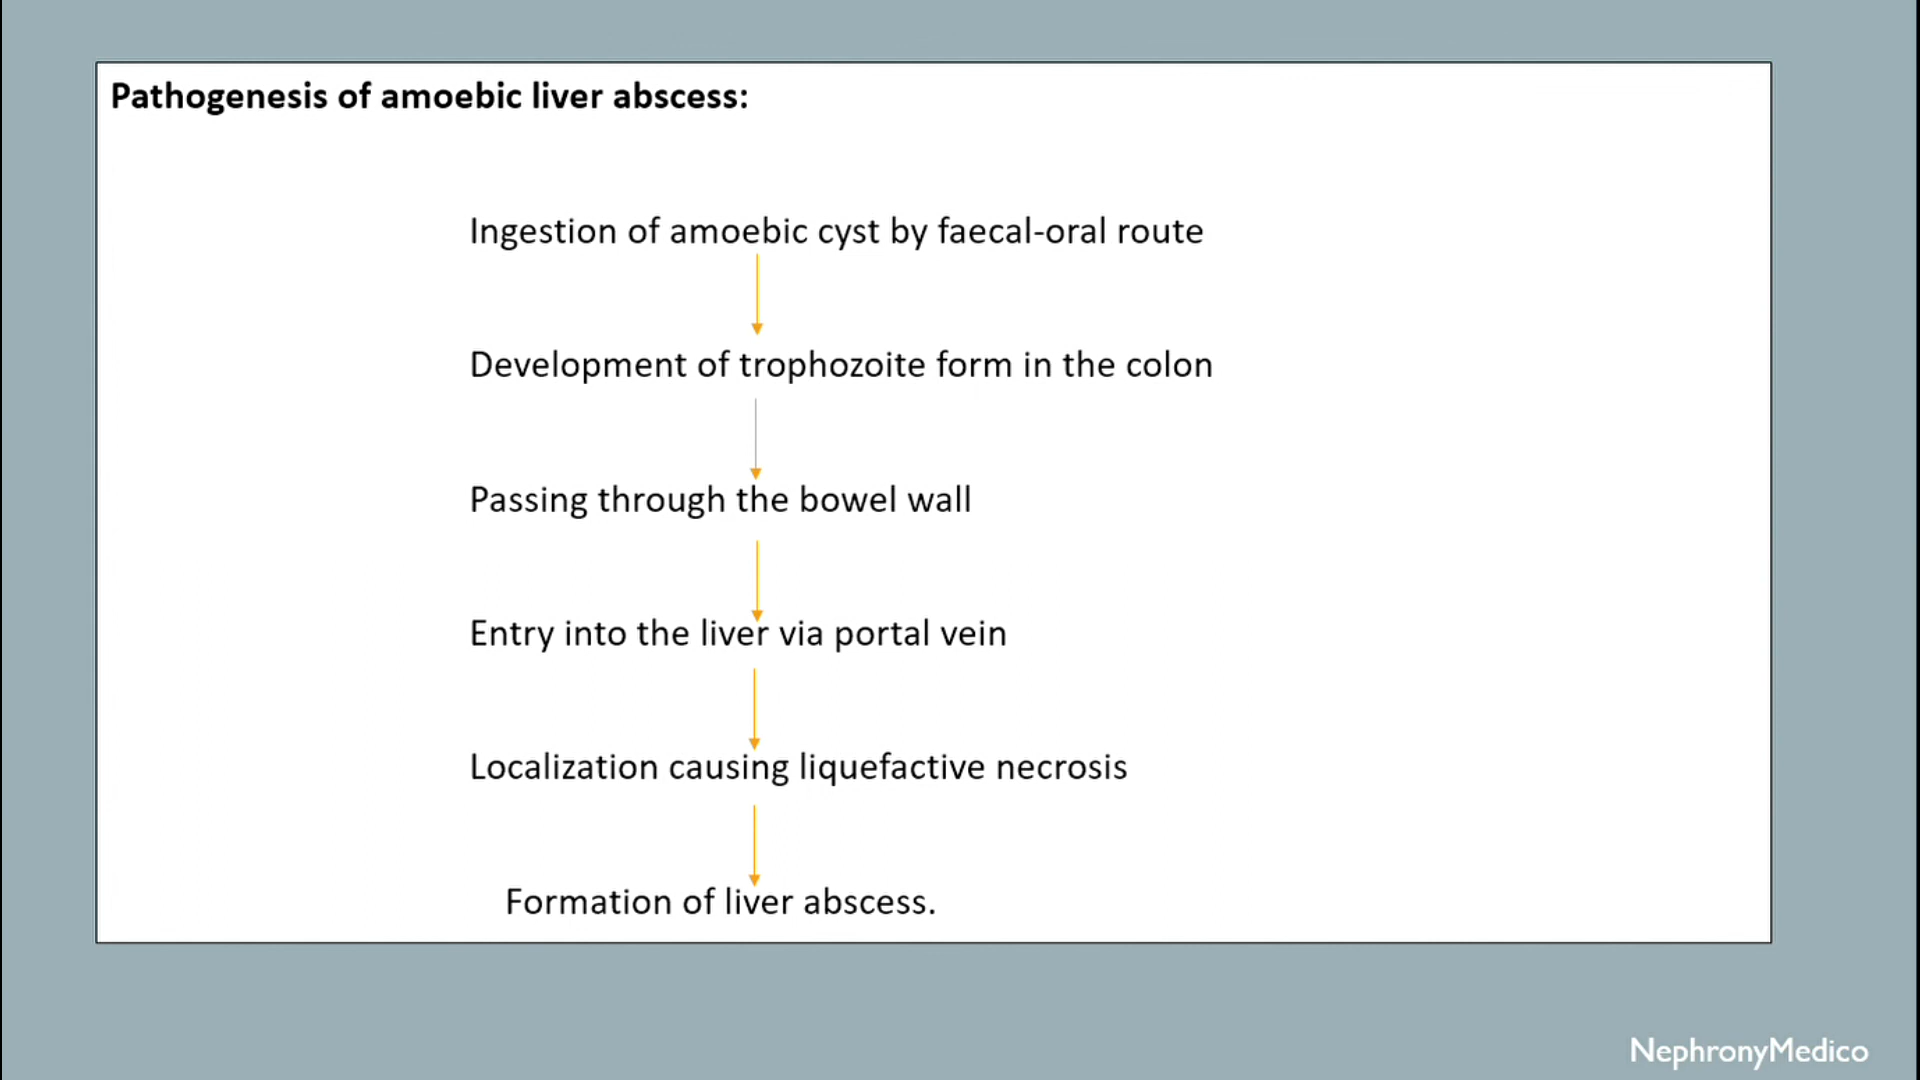 Pathogenesis of amoebic liver abscess:
Ingestion of amoebic cyst by faecal-oral route
Development of trophozoite form in the colon
Passing through the bowel wall
Entry into the liver via portal vein
Localization causing liquefactive necrosis
Formation of liver abscess.
NephronyMedico